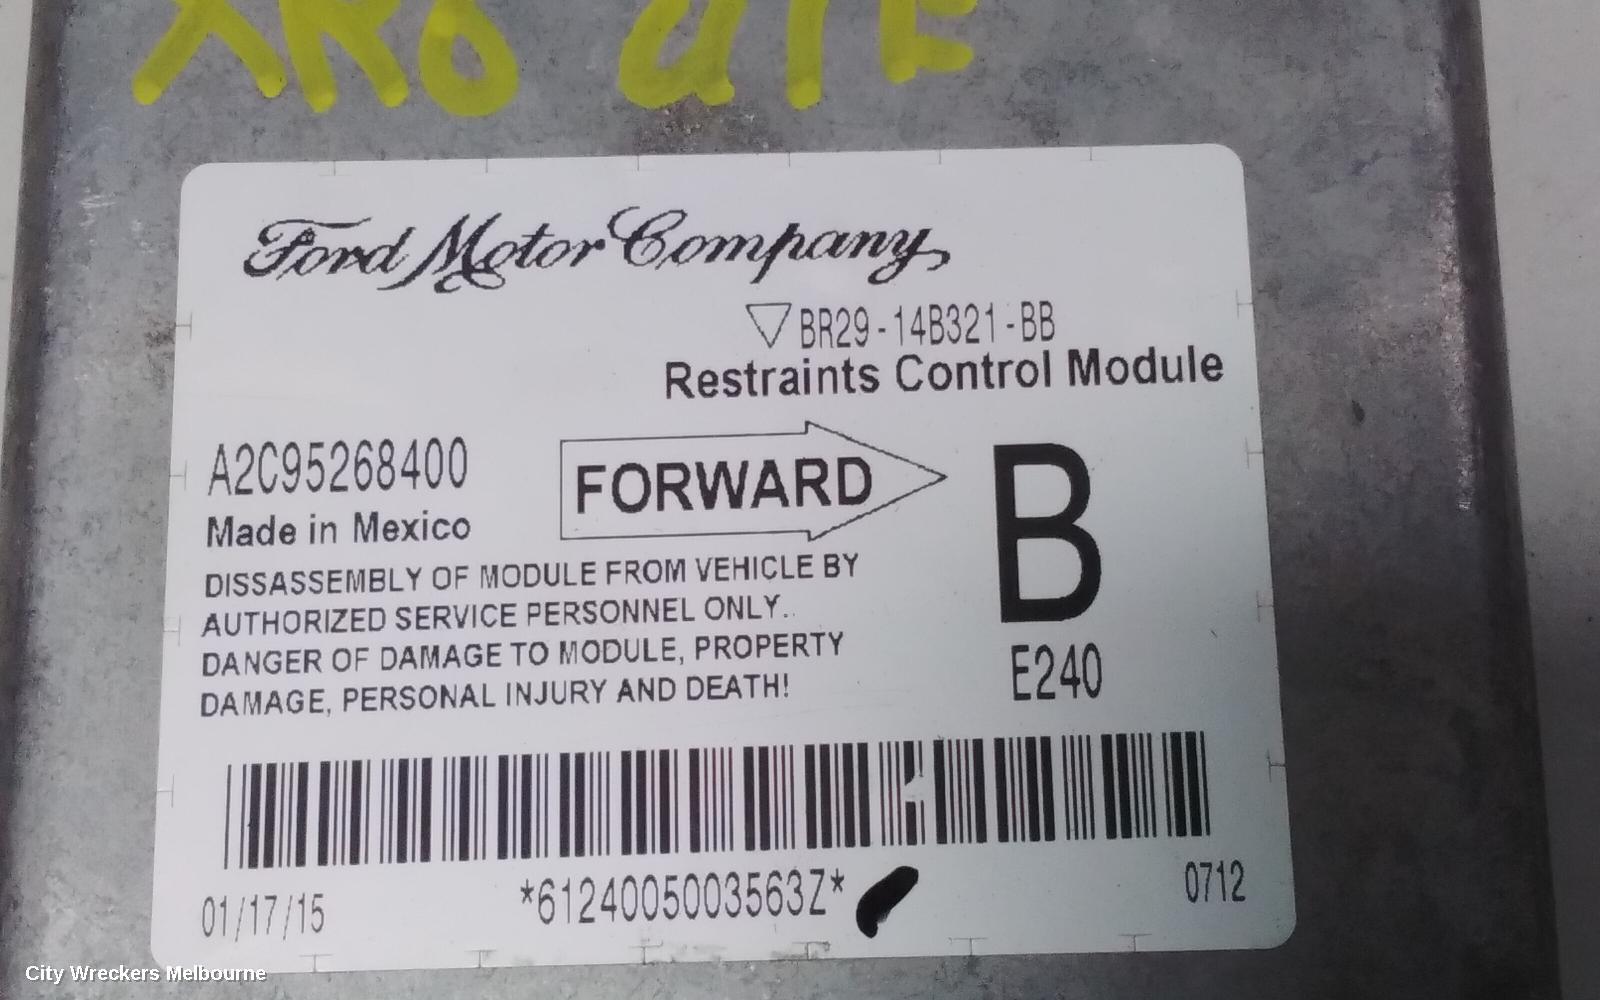 XR6 UTE
Ford Motor Company
BR29-14B321-BB
Restraints Control Module
A2C95268400
FORWARD
B
Made in Mexico
DISSASSEMBLY OF MODULE FROM VEHICLE BY
AUTHORIZED SERVICE PERSONNEL ONLY..
DANGER OF DAMAGE TO MODULE, PROPERTY
DAMAGE, PERSONAL INJURY AND DEATH!
E240
01/17/15
*6124005003563Z*
0712
City Wreckers Melbourne